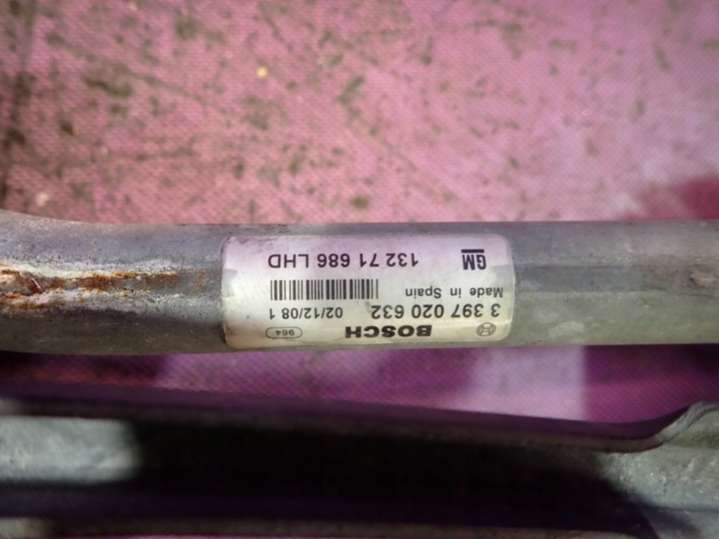 BOSCH 964
3 397 020 632 02/12/08 1
Made in Spain
GM 132 71 686 LHD